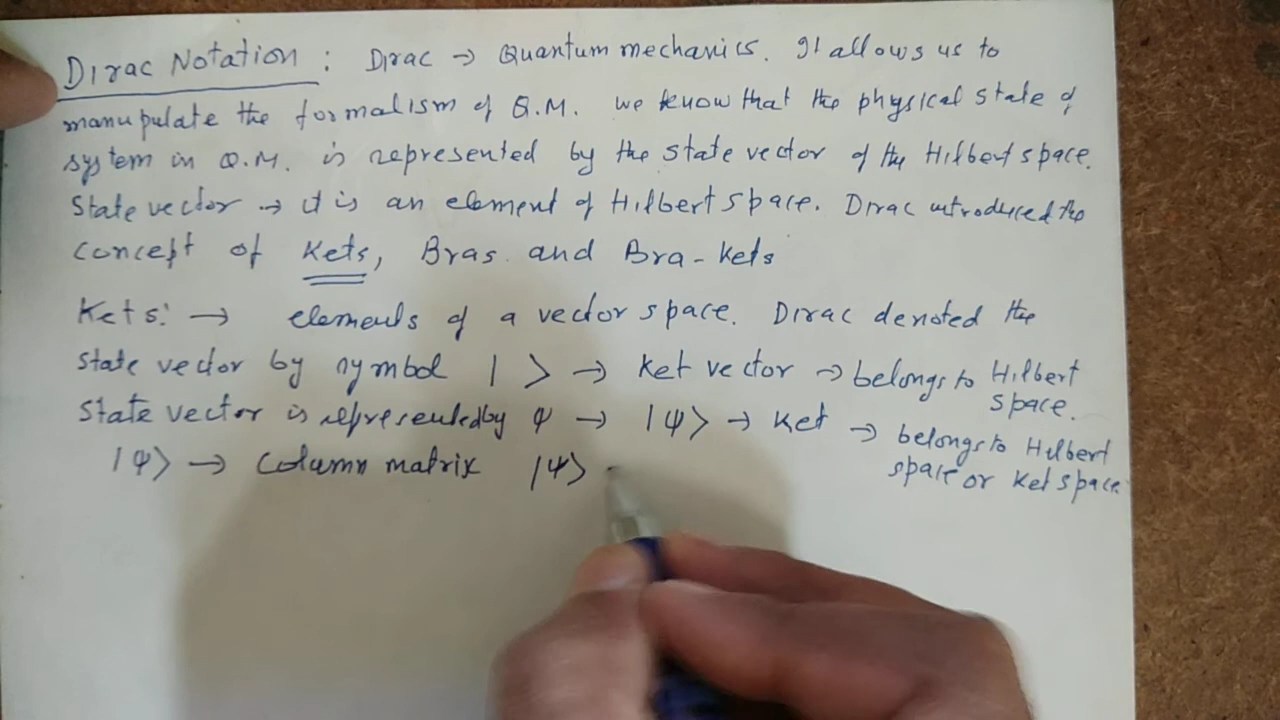 Dirac Notation : Dirac → Quantum mechanics. It allows us to
manupulate the formalism of Q.M. we know that the physical state of
system in Q.M. is represented by the state vector of the Hilbert space.
State vector → it is an element of Hilbert space. Dirac introduced the
concept of Kets, Bras and Bra-kets
Kets: → elements of a vector space. Dirac denoted the
state vector by symbol | > → Ket vector → belongs to Hilbert
space.
State vector is represented by ψ → |ψ> → Ket → belongs to Hilbert
space or Ket space
|ψ> → Column matrix |ψ>